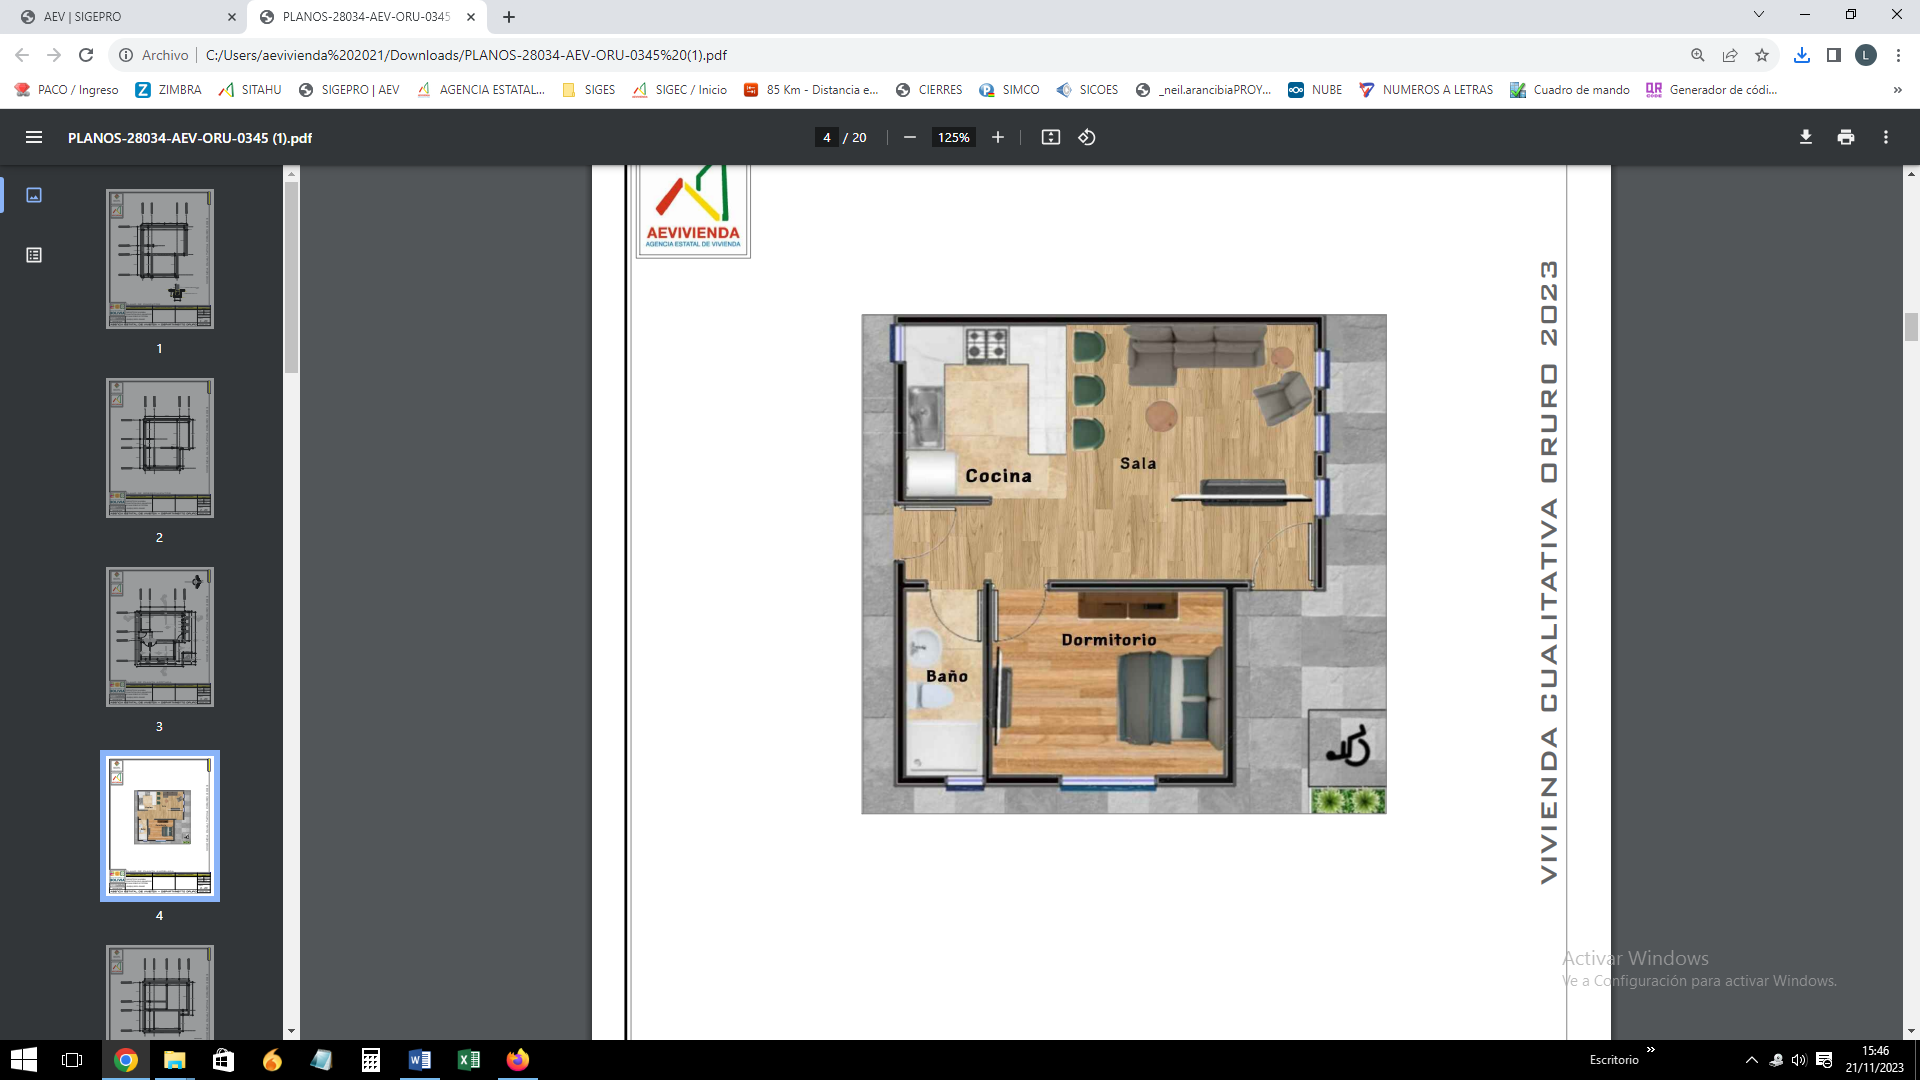 AEV | SIGEPRO
PLANOS-28034-AEV-ORU-0345
Archivo
C:/Users/aevivienda%202021/Downloads/PLANOS-28034-AEV-ORU-0345%20(1).pdf
L
PACO / Ingreso
ZIMBRA
SITAHU
SIGEPRO | AEV
AGENCIA ESTATAL...
SIGES
SIGEC / Inicio
85 Km - Distancia e...
CIERRES
SIMCO
SICOES
_neil.arancibiaPROY...
NUBE
NUMEROS A LETRAS
Cuadro de mando
QR CODE
Generador de códi...
PLANOS-28034-AEV-ORU-0345 (1).pdf
4 / 20
125%
1
2
3
4
AEVIVIENDA
AGENCIA ESTATAL DE VIVIENDA
Cocina
Sala
Dormitorio
Baño
VIVIENDA CUALITATIVA ORURO 2023
Activar Windows
Ve a Configuración para activar Windows.
Escritorio
15:46
21/11/2023